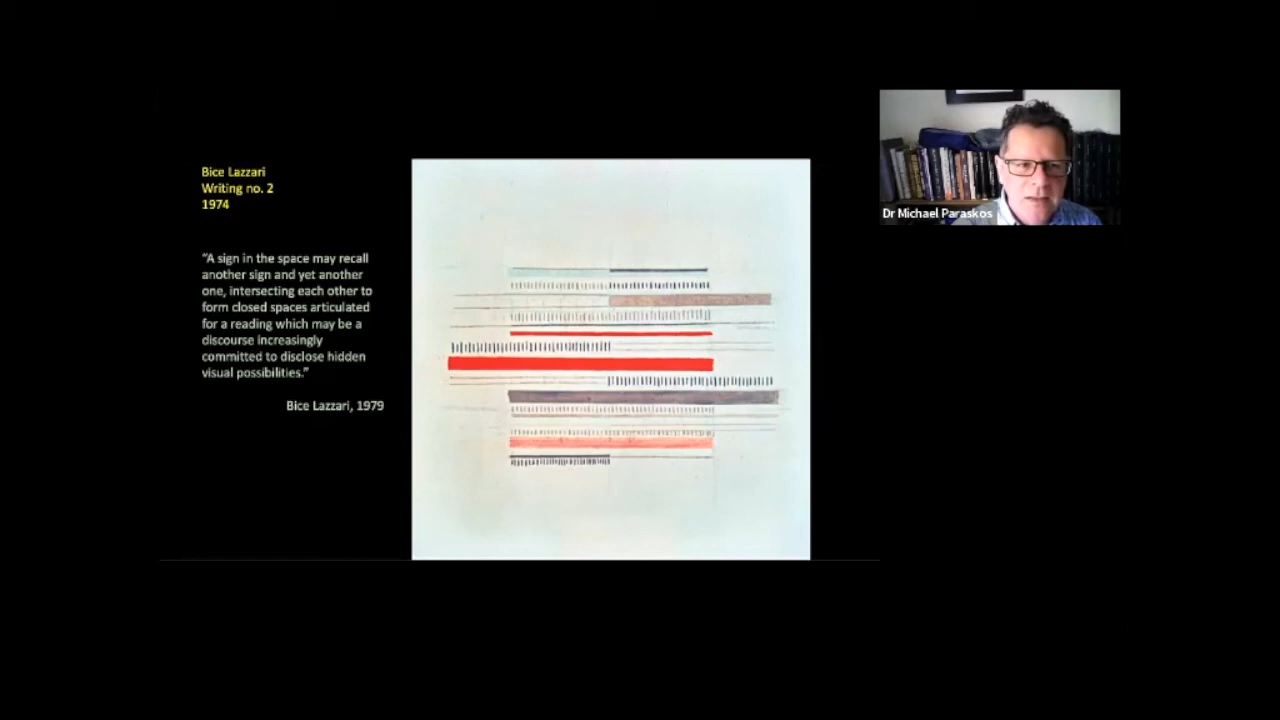 Bice Lazzari
Writing no. 2
1974
“A sign in the space may recall
another sign and yet another
one, intersecting each other to
form closed spaces articulated
for a reading which may be a
discourse increasingly
committed to disclose hidden
visual possibilities.”
Bice Lazzari, 1979
Dr Michael Paraskos